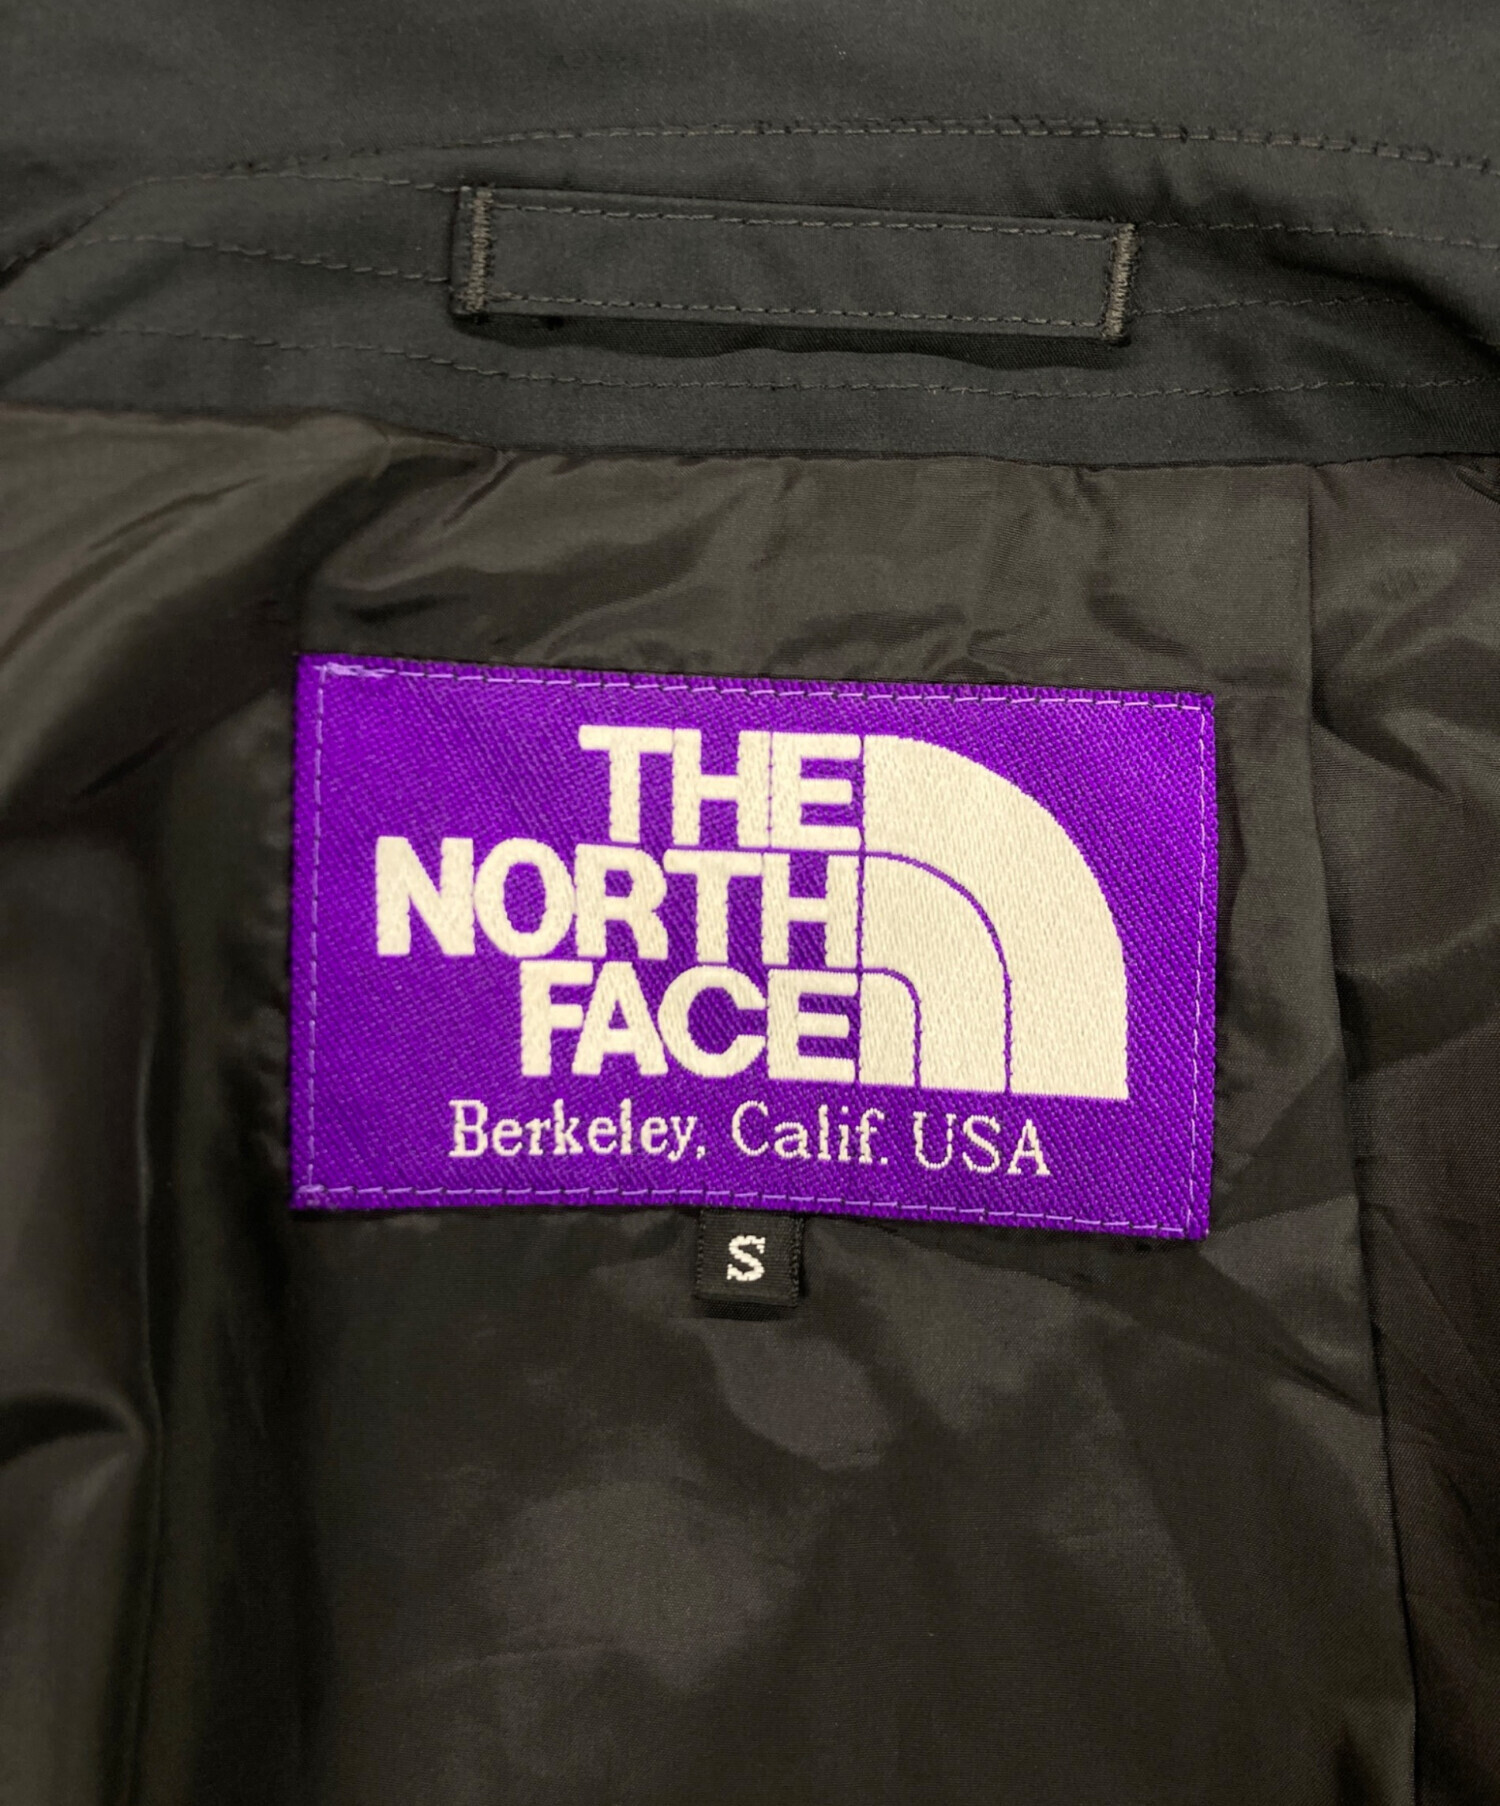 THE
NORTH
FACE
Berkeley, Calif. USA
S